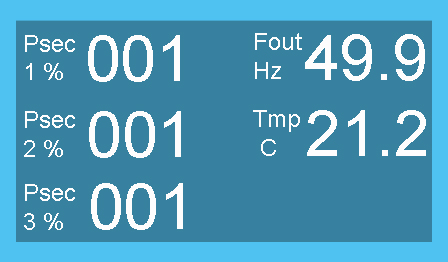 Psec 1 % 001
Fout Hz 49.9
Psec 2 % 001
Tmp C 21.2
Psec 3 % 001